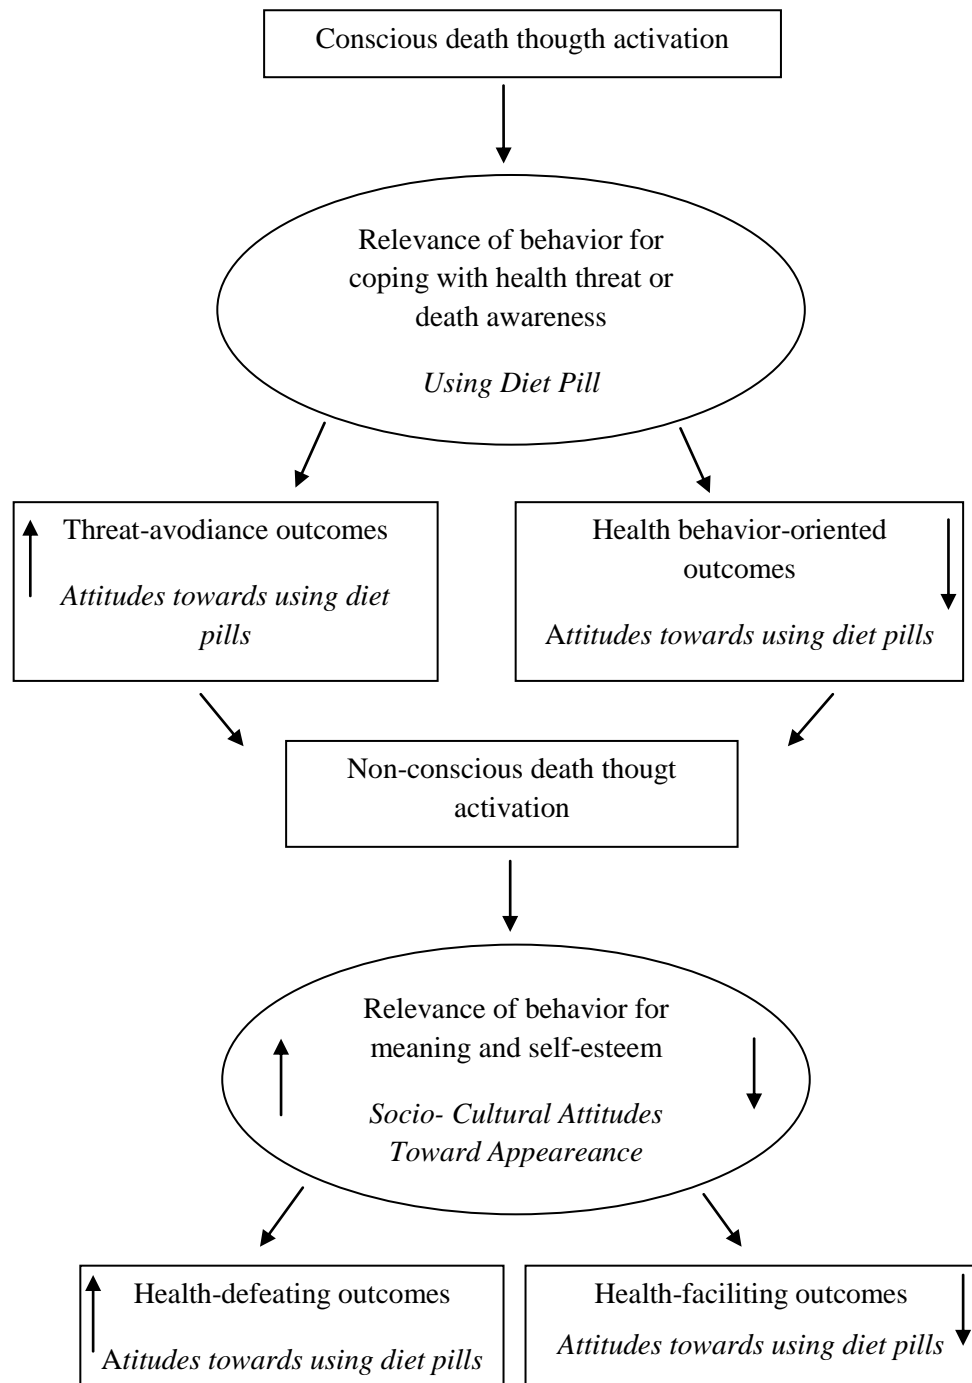 Conscious death thougth activation
Relevance of behavior for
coping with health threat or
death awareness
Using Diet Pill
Threat-avodiance outcomes
Attitudes towards using diet
pills
Health behavior-oriented
outcomes
Attitudes towards using diet pills
Non-conscious death thougt
activation
Relevance of behavior for
meaning and self-esteem
Socio- Cultural Attitudes
Toward Appeareance
Health-defeating outcomes
Atitudes towards using diet pills
Health-faciliting outcomes
Attitudes towards using diet pills